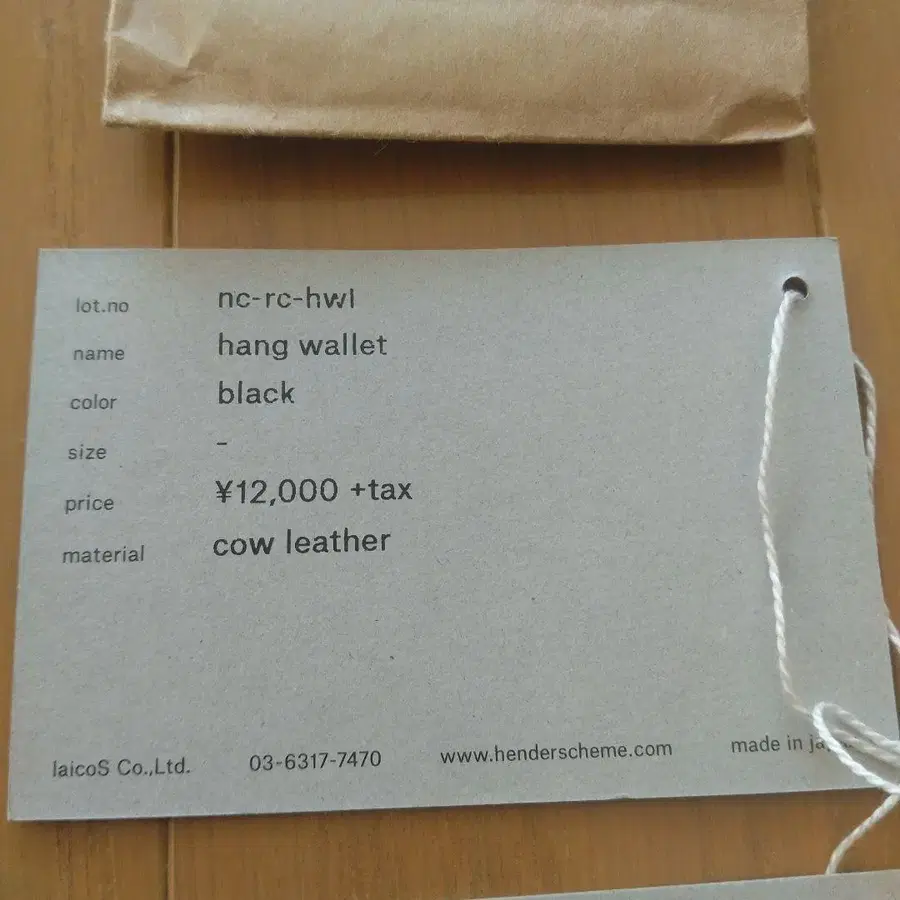 lot.no nc-rc-hwl
name hang wallet
color black
size -
price ¥12,000 +tax
material cow leather
laicoS Co.,Ltd. 03-6317-7470 www.henderscheme.com made in